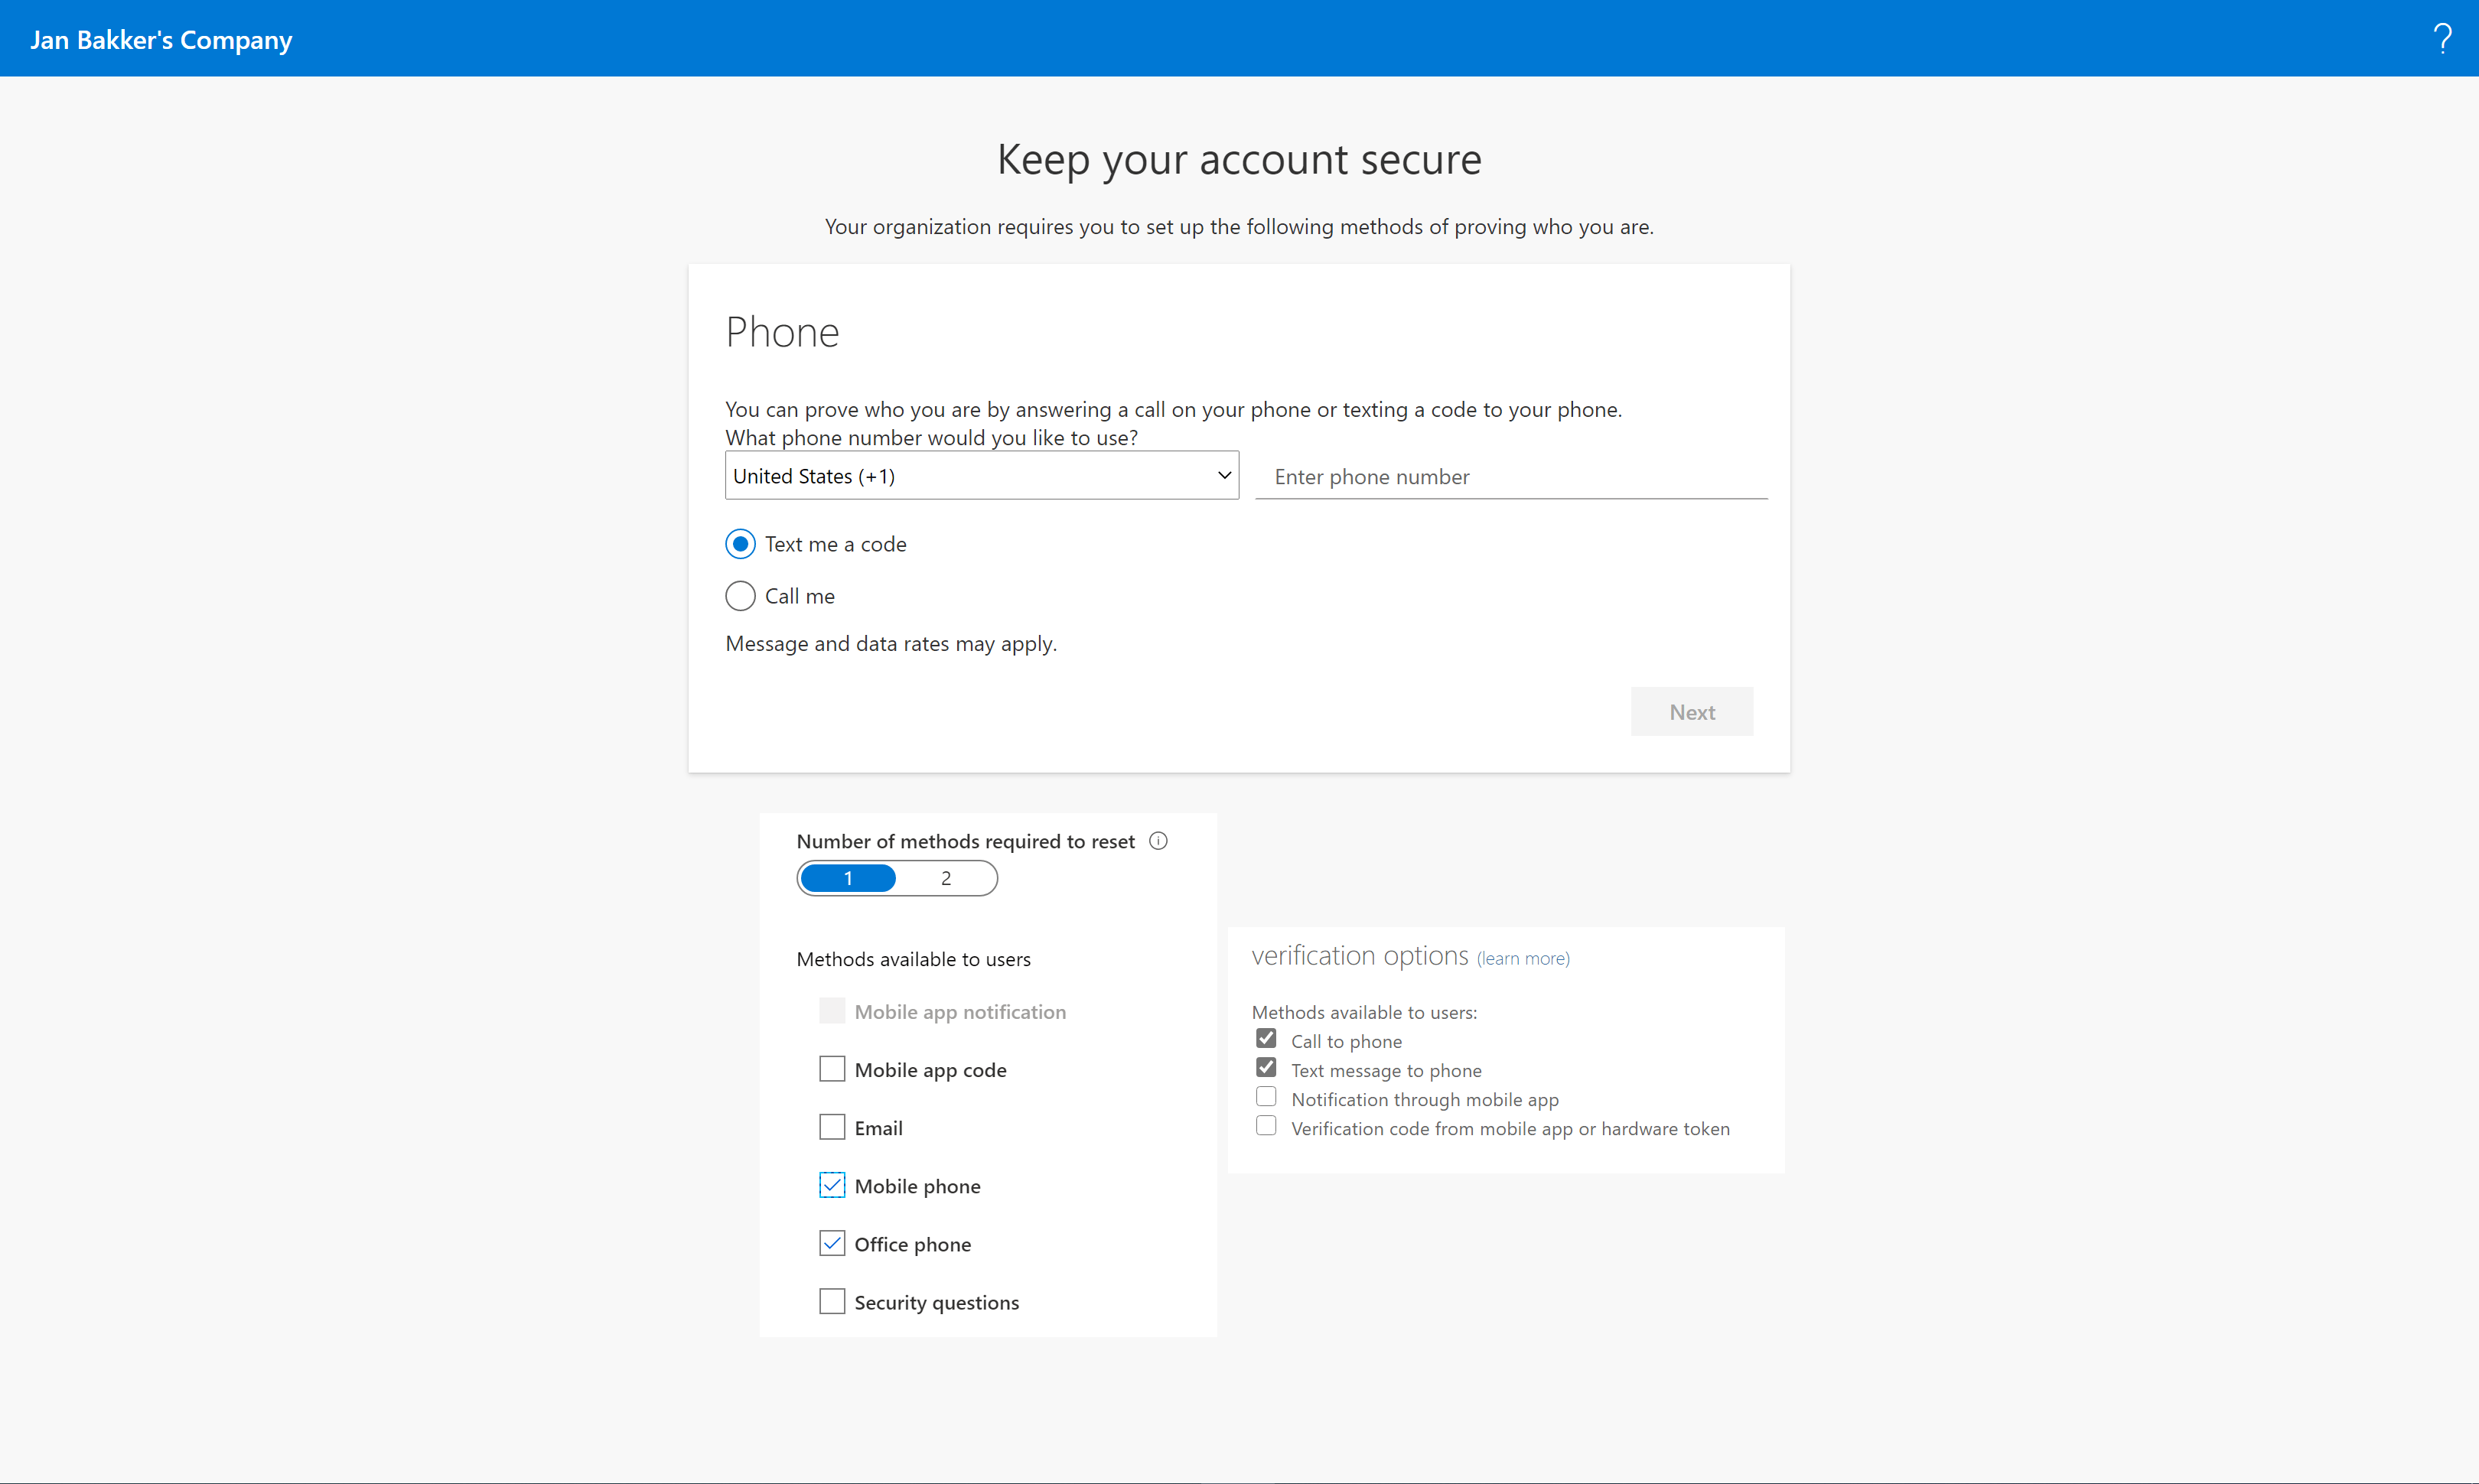 Jan Bakker's Company
?
Keep your account secure
Your organization requires you to set up the following methods of proving who you are.
Phone
You can prove who you are by answering a call on your phone or texting a code to your phone.
What phone number would you like to use?
United States (+1)
Enter phone number
Text me a code
Call me
Message and data rates may apply.
Next
Number of methods required to reset
1 2
Methods available to users
Mobile app notification
Mobile app code
Email
Mobile phone
Office phone
Security questions
verification options (learn more)
Methods available to users:
Call to phone
Text message to phone
Notification through mobile app
Verification code from mobile app or hardware token